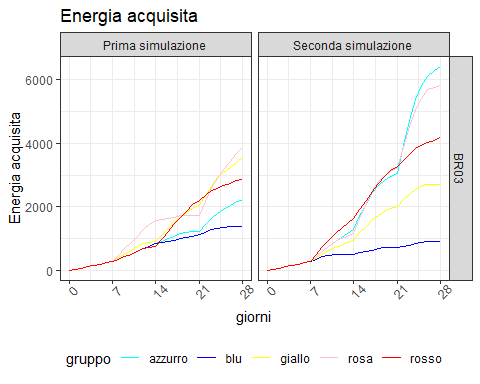 Energia acquisita
Prima simulazione
Seconda simulazione
6000
4000
2000
0
Energia acquisita
BR03
0 7 14 21 28
0 7 14 21 28
giorni
gruppo azzurro blu giallo rosa rosso